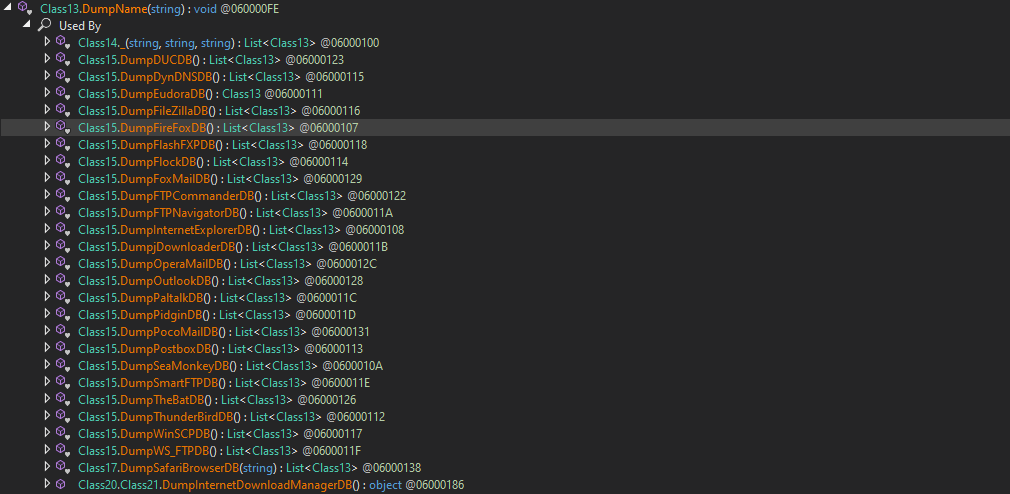 Class13.DumpName(string) : void @060000FE
Used By
Class14._(string, string, string) : List<Class13> @06000100
Class15.DumpDUCDB() : List<Class13> @06000123
Class15.DumpDynDNSDB() : List<Class13> @06000115
Class15.DumpEudoraDB() : Class13 @06000111
Class15.DumpFileZillaDB() : List<Class13> @06000116
Class15.DumpFireFoxDB() : List<Class13> @06000107
Class15.DumpFlashFXPDB() : List<Class13> @06000118
Class15.DumpFlockDB() : List<Class13> @06000114
Class15.DumpFoxMailDB() : List<Class13> @06000129
Class15.DumpFTPCommanderDB() : List<Class13> @06000122
Class15.DumpFTPNavigatorDB() : List<Class13> @0600011A
Class15.DumpInternetExplorerDB() : List<Class13> @06000108
Class15.DumpjDownloaderDB() : List<Class13> @0600011B
Class15.DumpOperaMailDB() : List<Class13> @0600012C
Class15.DumpOutlookDB() : List<Class13> @06000128
Class15.DumpPaltalkDB() : List<Class13> @0600011C
Class15.DumpPidginDB() : List<Class13> @0600011D
Class15.DumpPocoMailDB() : List<Class13> @06000131
Class15.DumpPostboxDB() : List<Class13> @06000113
Class15.DumpSeaMonkeyDB() : List<Class13> @0600010A
Class15.DumpSmartFTPDB() : List<Class13> @0600011E
Class15.DumpTheBatDB() : List<Class13> @06000126
Class15.DumpThunderBirdDB() : List<Class13> @06000112
Class15.DumpWinSCPDB() : List<Class13> @06000117
Class15.DumpWS_FTPDB() : List<Class13> @0600011F
Class17.DumpSafariBrowserDB(string) : List<Class13> @06000138
Class20.Class21.DumpInternetDownloadManagerDB() : object @06000186